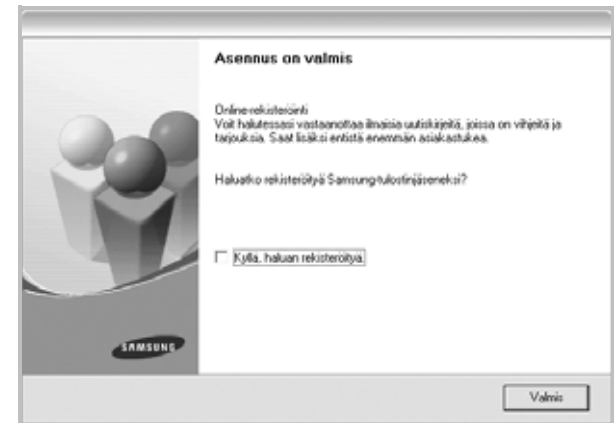 Asennus on valmis
Online-rekisteröinti
Voit halutessasi vastaanottaa ilmaisia uutiskirjeitä, joissa on vihjeitä ja
tarjouksia. Saat lisäksi entistä enemmän asiakastukea.
Haluatko rekisteröityä Samsung-tulostinjäseneksi?
Kyllä, haluan rekisteröityä.
SAMSUNG
Valmis